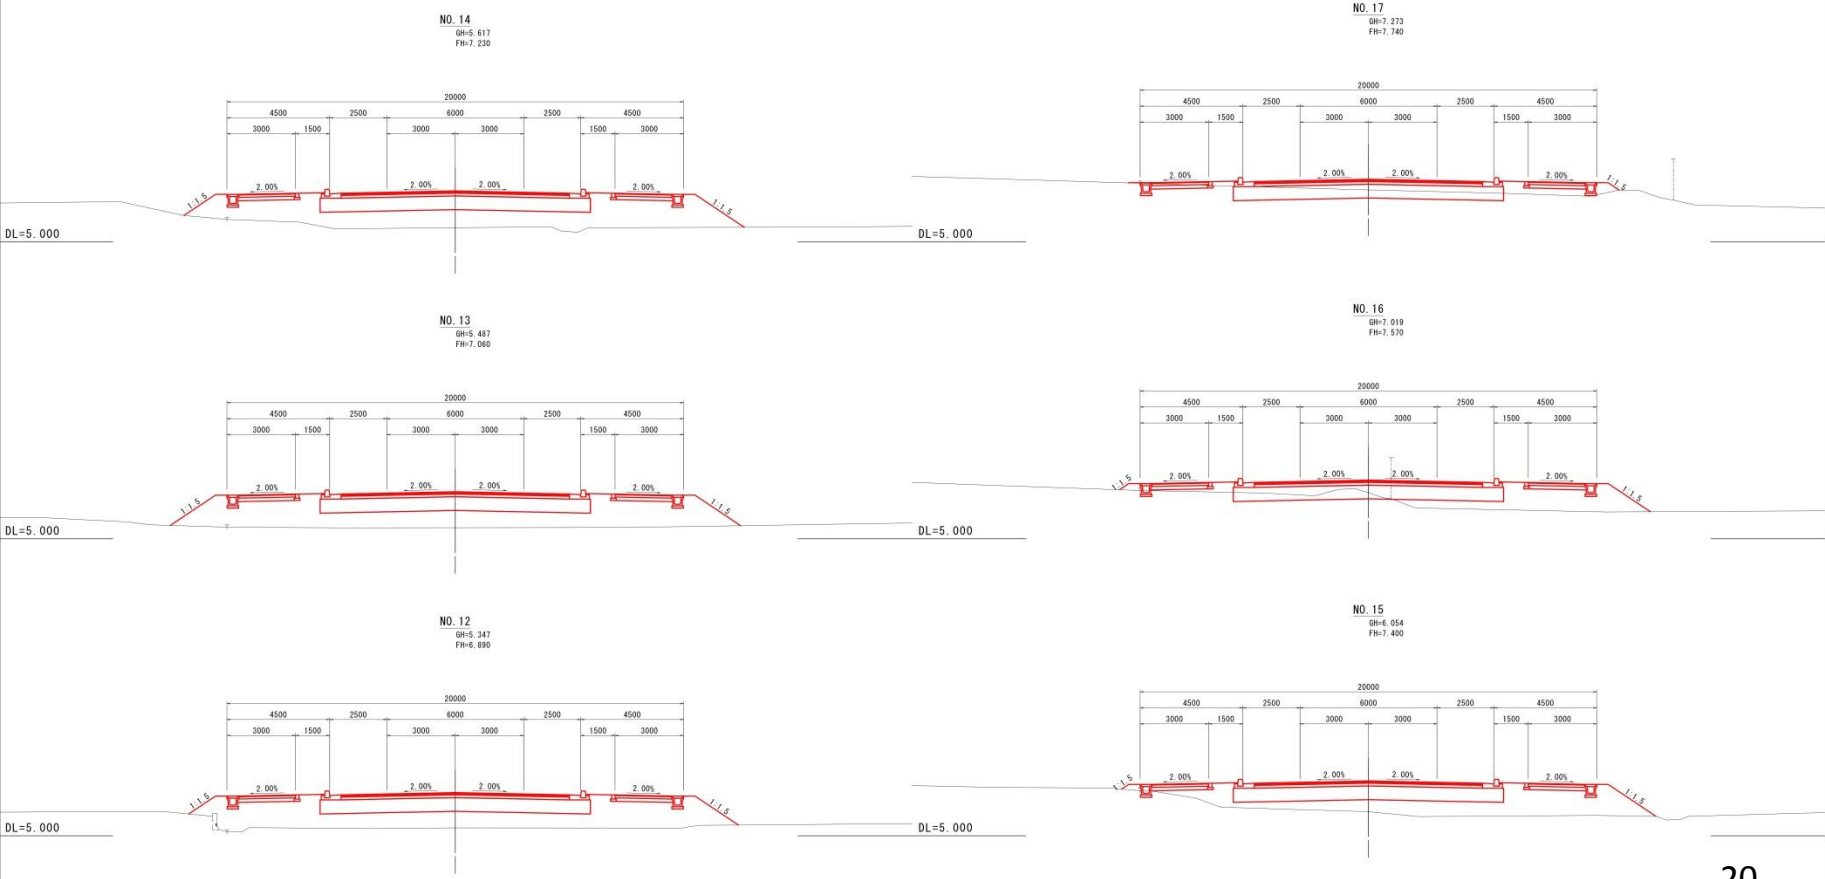 NO. 14
GH=5. 617
FH=7. 230
20000
4500 2500 6000 2500 4500
3000 1500 3000 3000 1500 3000
1:1.5 2. 00% 2. 00% 2. 00% 2. 00% 1:1.5
DL=5. 000
NO. 17
GH=7. 273
FH=7. 740
20000
4500 2500 6000 2500 4500
3000 1500 3000 3000 1500 3000
2. 00% 2. 00% 2. 00% 2. 00% 1:1.5
DL=5. 000
NO. 13
GH=5. 487
FH=7. 060
20000
4500 2500 6000 2500 4500
3000 1500 3000 3000 1500 3000
1:1.5 2. 00% 2. 00% 2. 00% 2. 00% 1:1.5
DL=5. 000
NO. 16
GH=7. 019
FH=7. 570
20000
4500 2500 6000 2500 4500
3000 1500 3000 3000 1500 3000
1:1.5 2. 00% 2. 00% 2. 00% 2. 00% 1:1.5
DL=5. 000
NO. 12
GH=5. 347
FH=6. 890
20000
4500 2500 6000 2500 4500
3000 1500 3000 3000 1500 3000
1:1.5 2. 00% 2. 00% 2. 00% 2. 00% 1:1.5
DL=5. 000
NO. 15
GH=6. 054
FH=7. 400
20000
4500 2500 6000 2500 4500
3000 1500 3000 3000 1500 3000
1:1.5 2. 00% 2. 00% 2. 00% 2. 00% 1:1.5
DL=5. 000
20